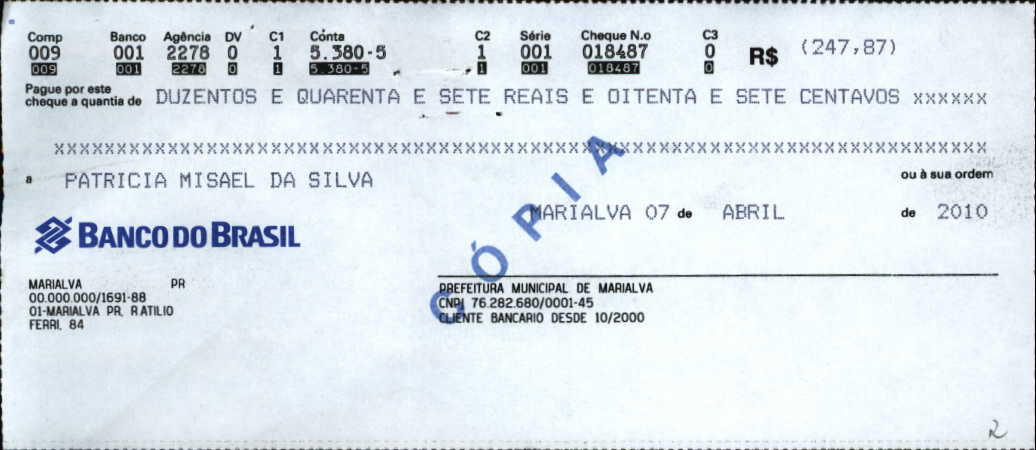 Comp Banco Agência DV C1 Conta C2 Série Cheque N.o C3
009 001 2278 0 1 5.380-5 1 001 018487 0 R$ (247,87)
009 001 2278 0 1 5.380-5 1 001 018487 0
Pague por este
cheque a quantia de DUZENTOS E QUARENTA E SETE REAIS E OITENTA E SETE CENTAVOS xxxxxx
xxxxxxxxxxxxxxxxxxxxxxxxxxxxxxxxxxxxxxxxxxxxxxxxxxxxxxxxxxxxxxxxxxxxxxxxxx
a PATRICIA MISAEL DA SILVA ou à sua ordem
MARIALVA 07 de ABRIL de 2010
CÓPIA
BANCO DO BRASIL
MARIALVA PR
00.000.000/1691-88
01-MARIALVA PR. R ATILIO
FERRI, 84
PREFEITURA MUNICIPAL DE MARIALVA
CNPJ 76.282.680/0001-45
CLIENTE BANCARIO DESDE 10/2000
2